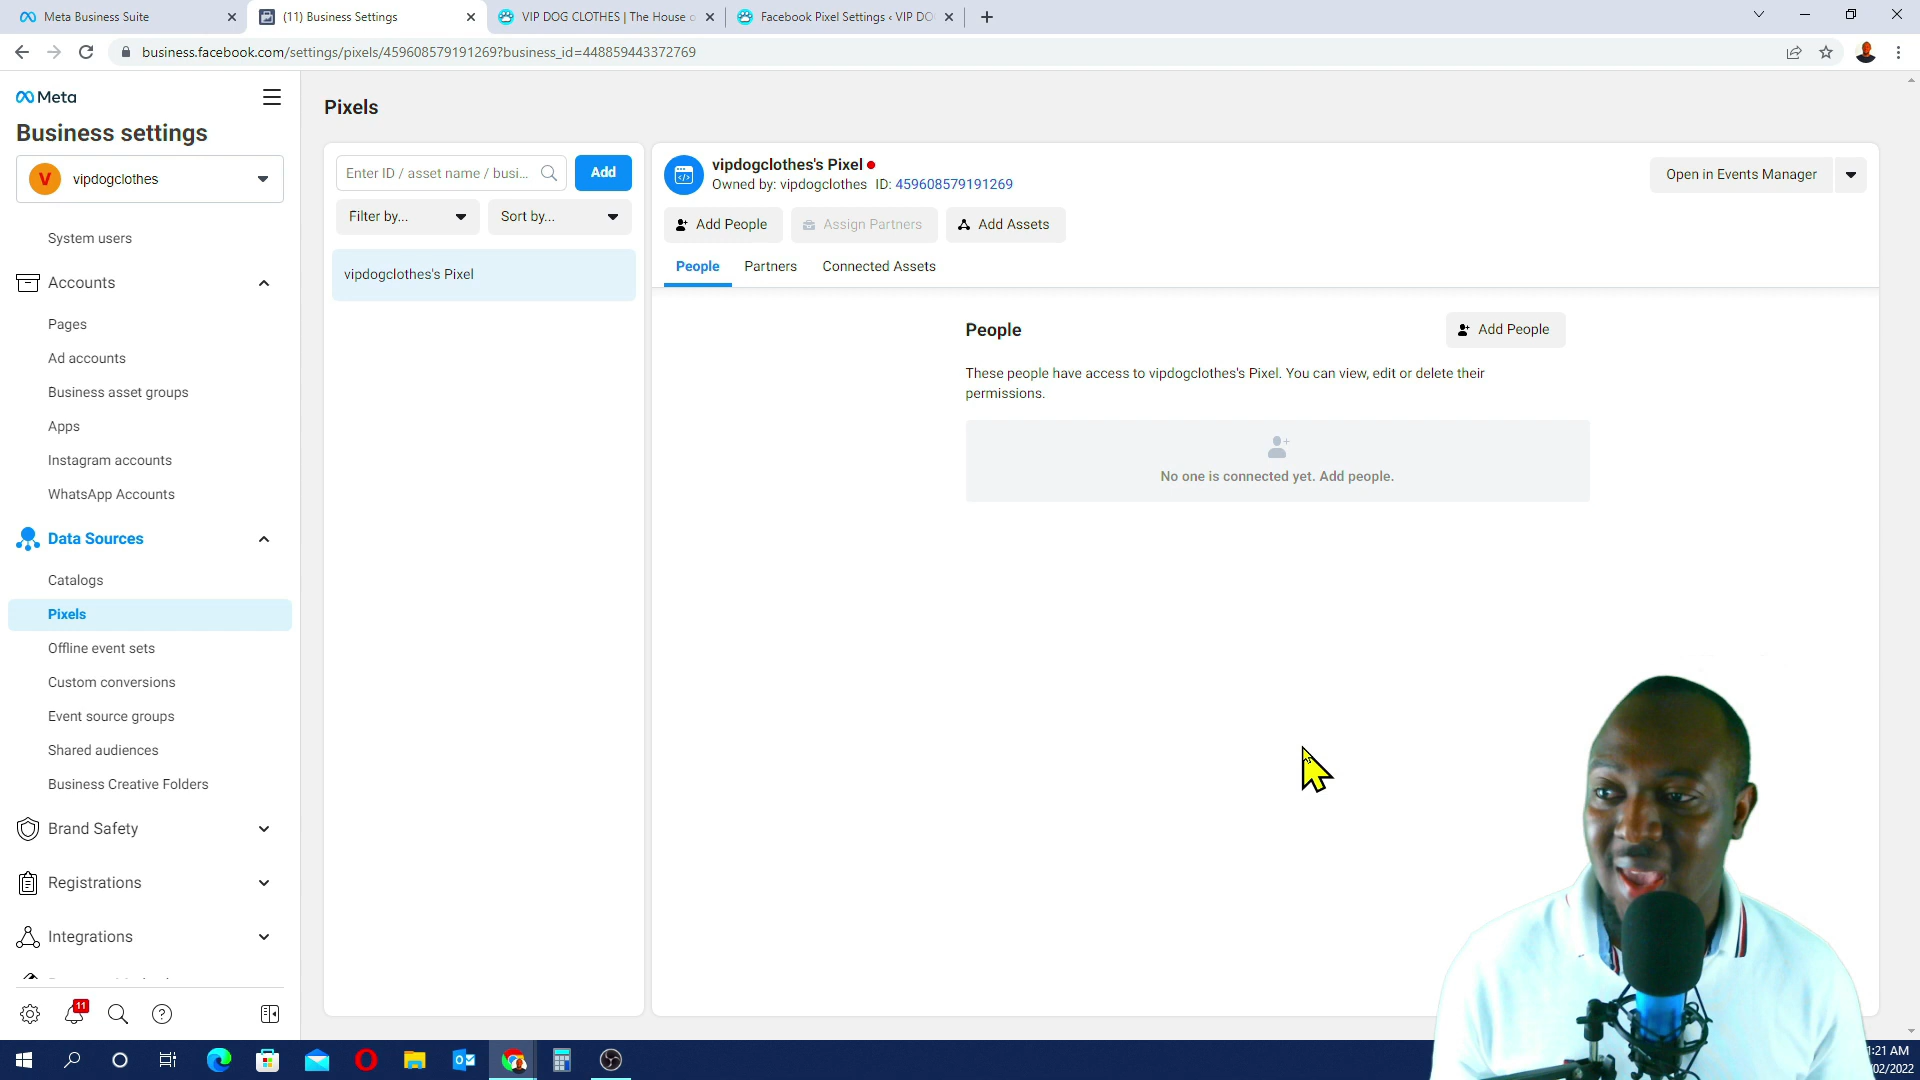 Meta Business Suite
(11) Business Settings
VIP DOG CLOTHES | The House o
Facebook Pixel Settings ‹ VIP DO
business.facebook.com/settings/pixels/459608579191269?business_id=448859443372769
Meta
Business settings
V
vipdogclothes
System users
Accounts
Pages
Ad accounts
Business asset groups
Apps
Instagram accounts
WhatsApp Accounts
Data Sources
Catalogs
Pixels
Offline event sets
Custom conversions
Event source groups
Shared audiences
Business Creative Folders
Brand Safety
Registrations
Integrations
11
Pixels
Enter ID / asset name / busi...
Add
Filter by...
Sort by...
vipdogclothes's Pixel
vipdogclothes's Pixel
Owned by: vipdogclothes ID: 459608579191269
Open in Events Manager
Add People
Assign Partners
Add Assets
People
Partners
Connected Assets
People
Add People
These people have access to vipdogclothes's Pixel. You can view, edit or delete their
permissions.
No one is connected yet. Add people.
:21 AM
02/2022